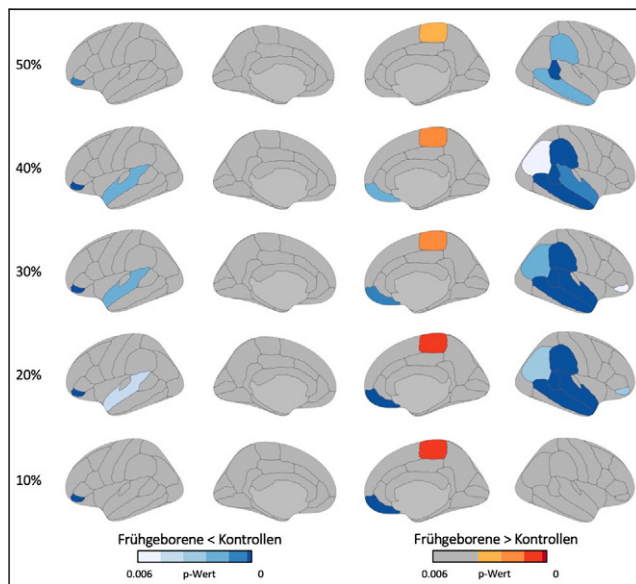 50%
40%
30%
20%
10%
Frühgeborene < Kontrollen
Frühgeborene > Kontrollen
0.006 p-Wert 0
0.006 p-Wert 0